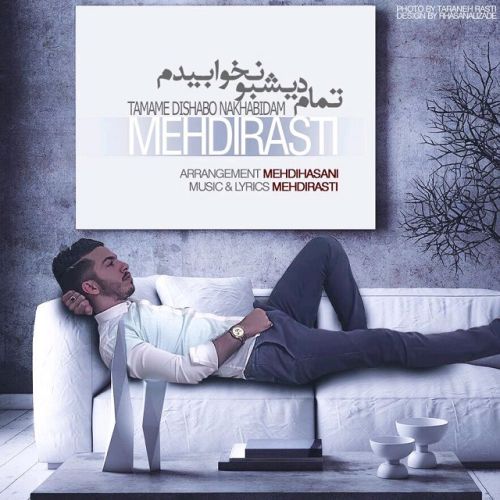 PHOTO BY TARANEH RASTI
DESIGN BY RHASANALIZADE
تمام دیشبو نخوابیدم
TAMAME DISHABO NAKHABIDAM
MEHDIRASTI
ARRANGEMENT MEHDIHASANI
MUSIC & LYRICS MEHDIRASTI